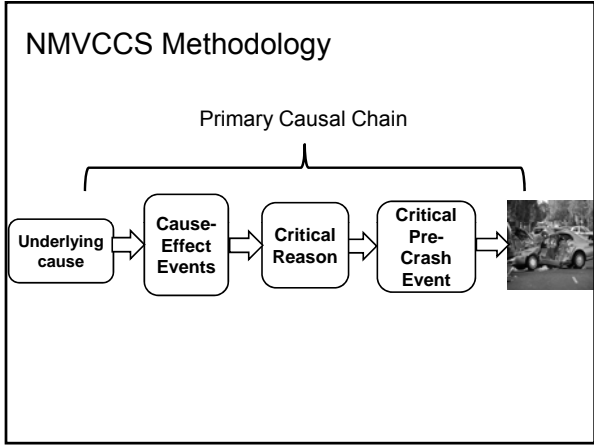 NMVCCS Methodology
Primary Causal Chain
Underlying
cause
Cause-
Effect
Events
Critical
Reason
Critical
Pre-
Crash
Event